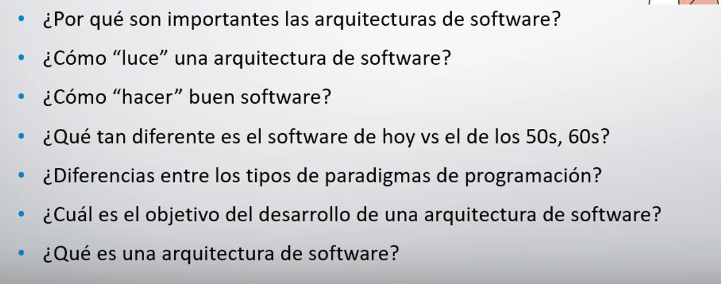 • ¿Por qué son importantes las arquitecturas de software?
• ¿Cómo “luce” una arquitectura de software?
• ¿Cómo “hacer” buen software?
• ¿Qué tan diferente es el software de hoy vs el de los 50s, 60s?
• ¿Diferencias entre los tipos de paradigmas de programación?
• ¿Cuál es el objetivo del desarrollo de una arquitectura de software?
• ¿Qué es una arquitectura de software?